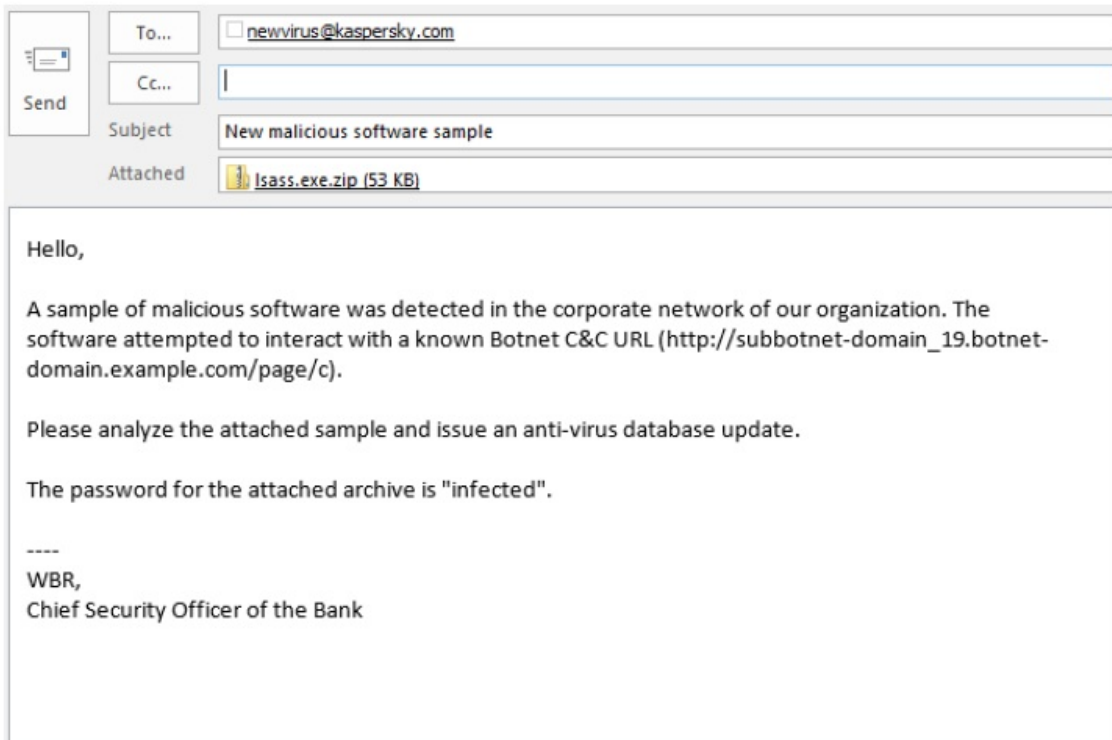 To...
newvirus@kaspersky.com
Cc...
Send
Subject
New malicious software sample
Attached
lsass.exe.zip (53 KB)
Hello,
A sample of malicious software was detected in the corporate network of our organization. The
software attempted to interact with a known Botnet C&C URL (http://subbotnet-domain_19.botnet-
domain.example.com/page/c).
Please analyze the attached sample and issue an anti-virus database update.
The password for the attached archive is "infected".
----
WBR,
Chief Security Officer of the Bank